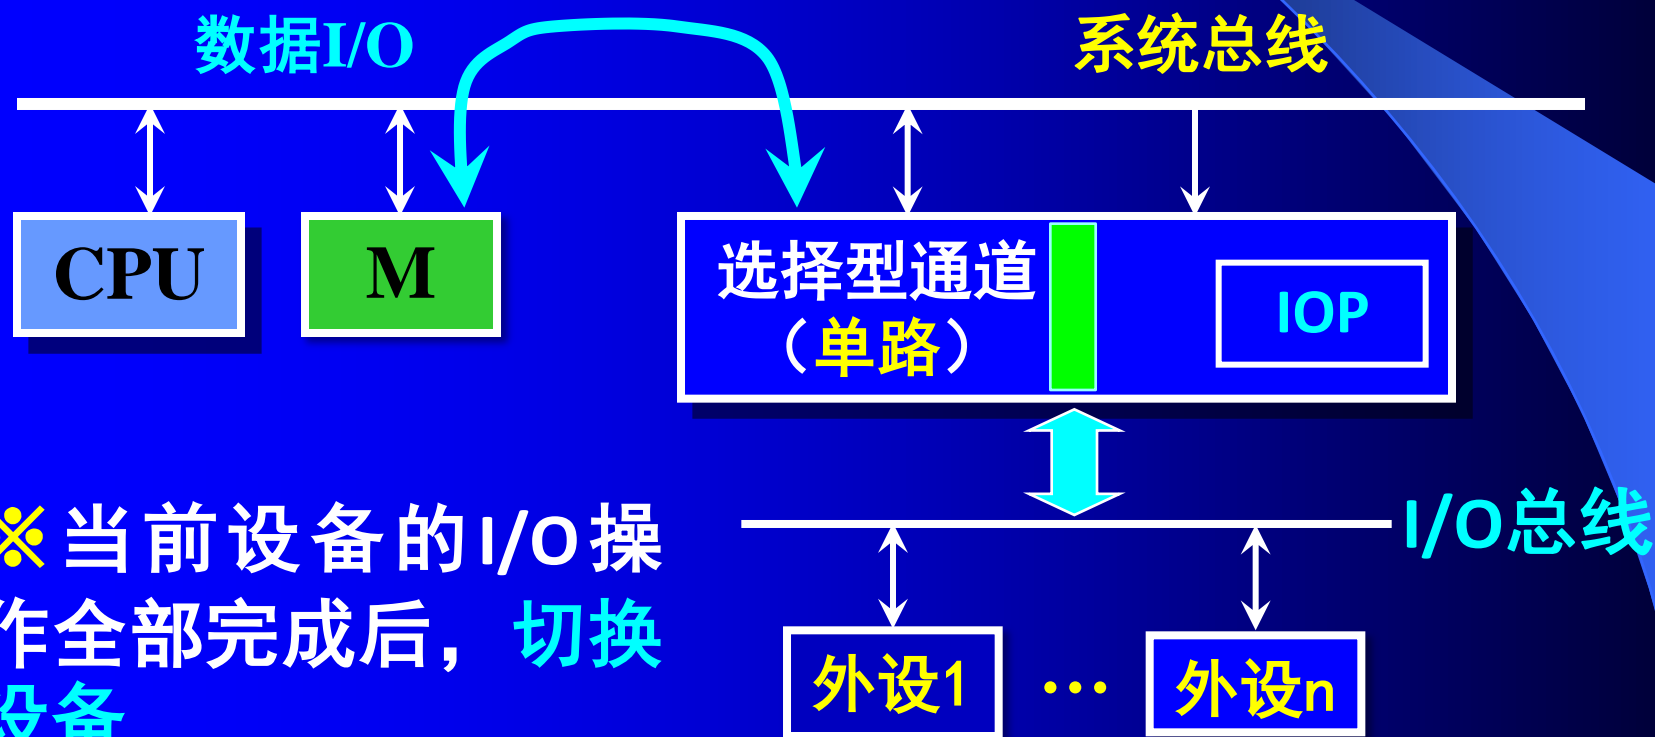 数据I/O
系统总线
CPU
M
选择型通道
（单路）
IOP
I/O总线
※当前设备的I/O操
作全部完成后，切换
设备
外设1
…
外设n